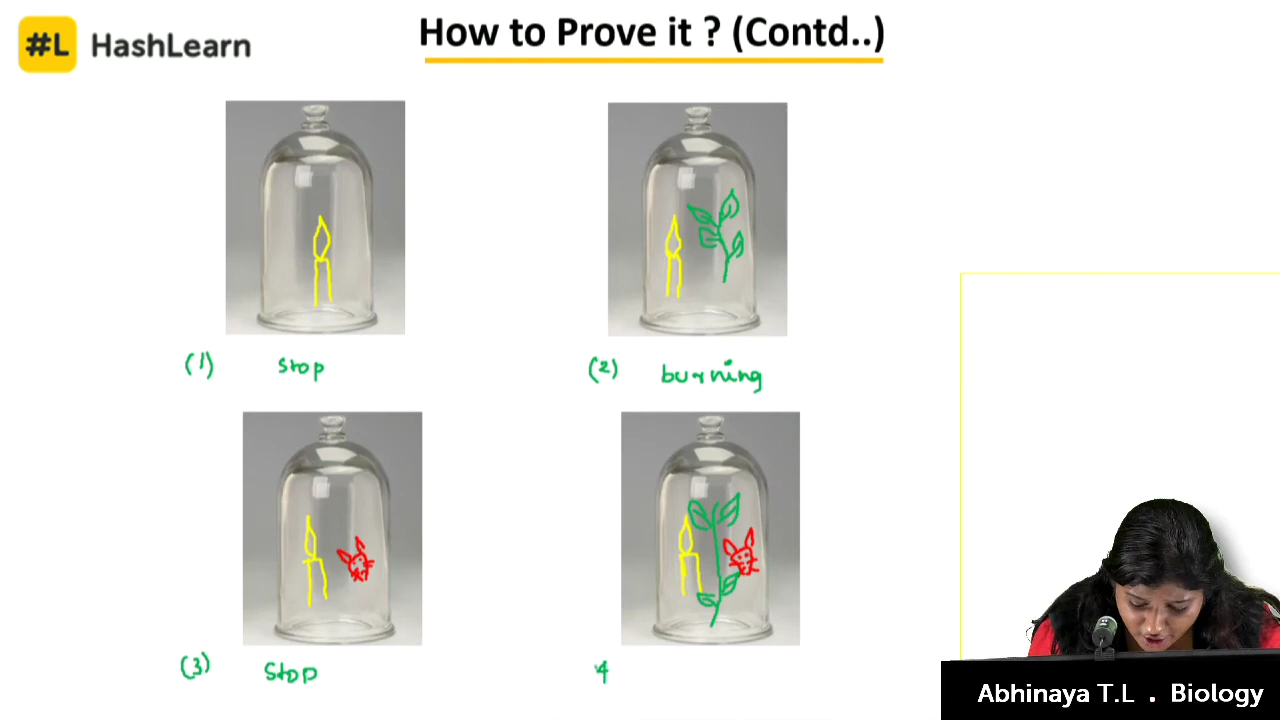 #L HashLearn
How to Prove it ? (Contd..)
(1) stop
(2) burning
(3) Stop
4
Abhinaya T.L . Biology